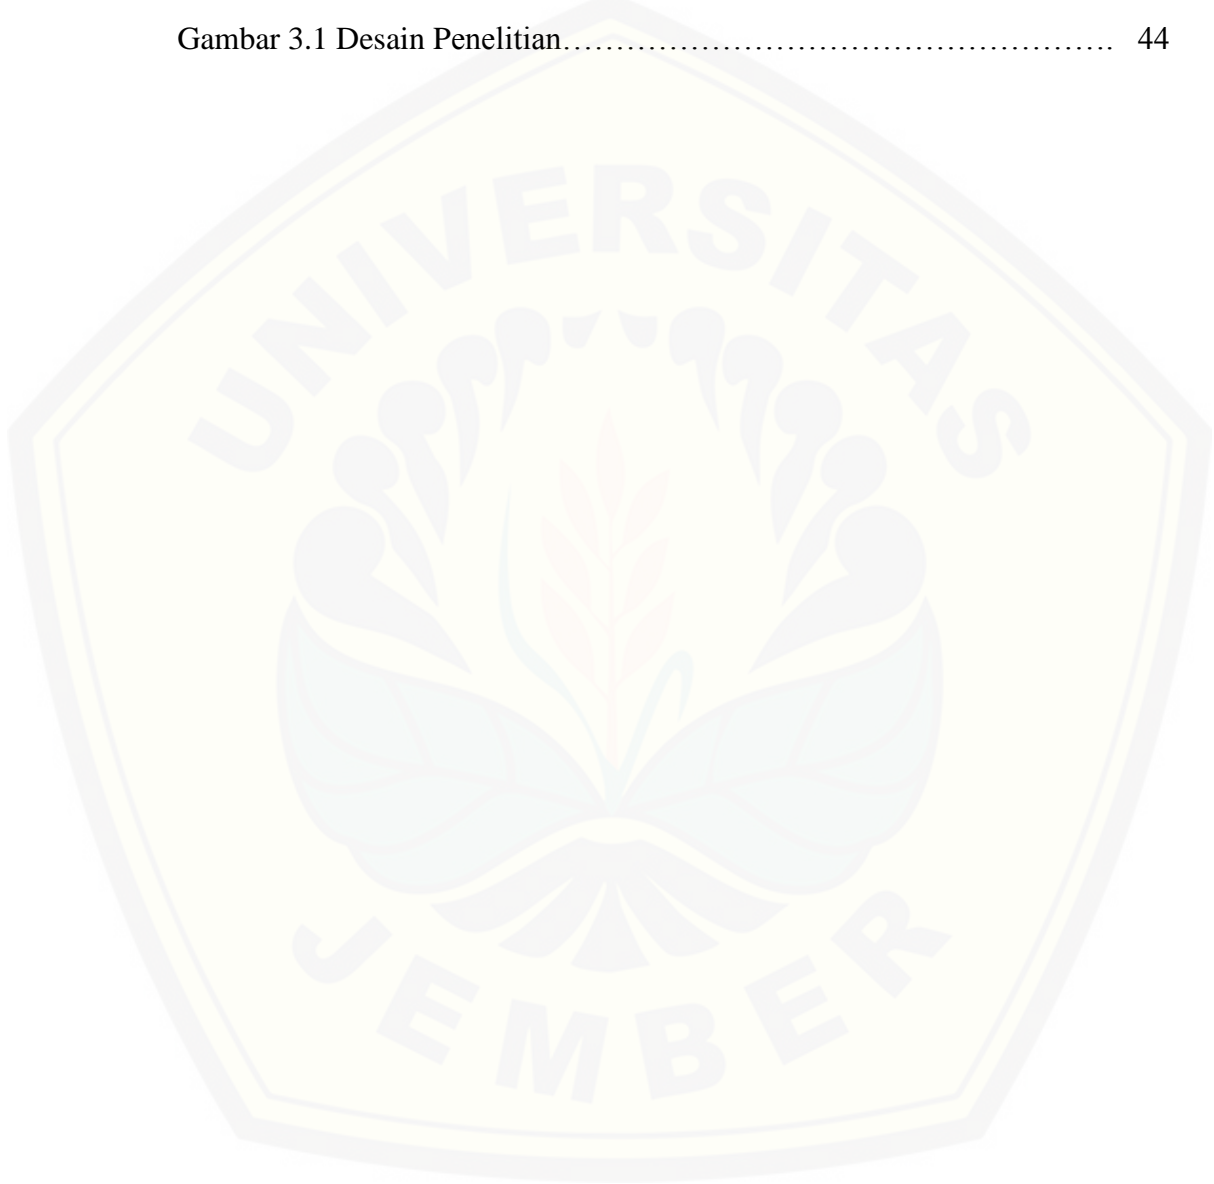 Gambar 3.1 Desain Penelitian………………………………………………. 44
UNIVERSITAS
JEMBER